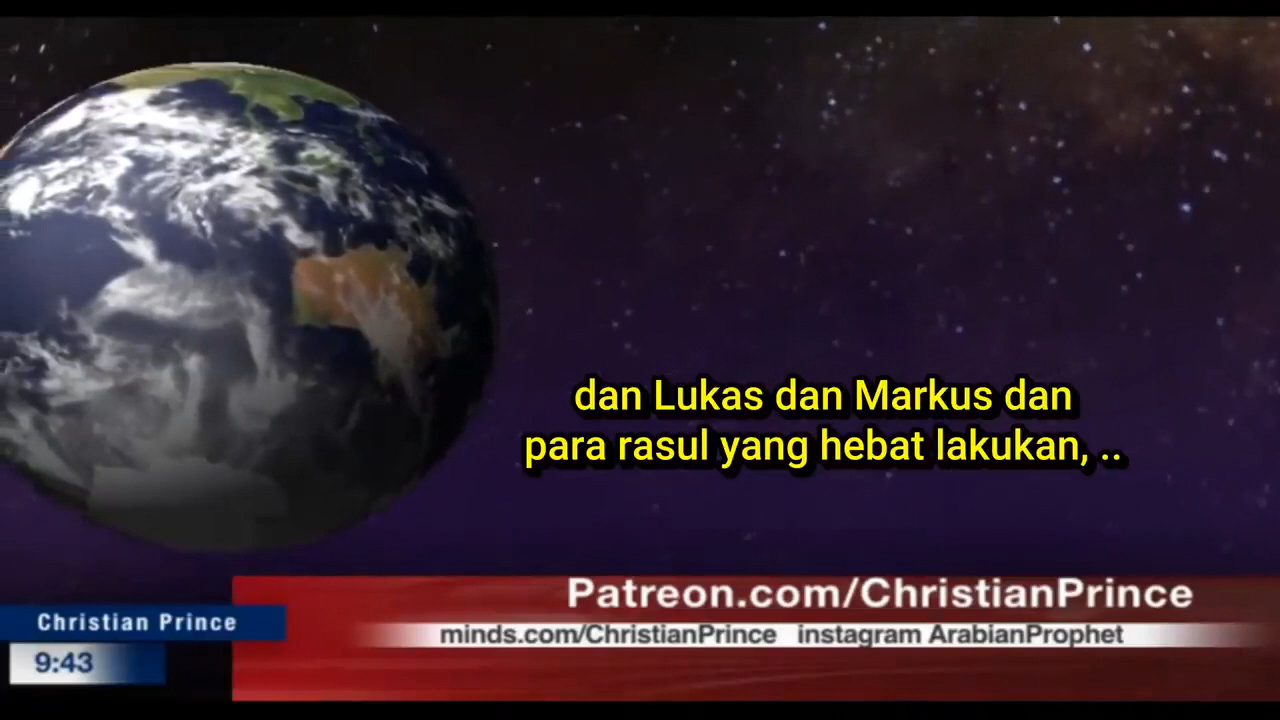 dan Lukas dan Markus dan
para rasul yang hebat lakukan, ..
Patreon.com/ChristianPrince
Christian Prince
minds.com/ChristianPrince instagram ArabianProphet
9:43